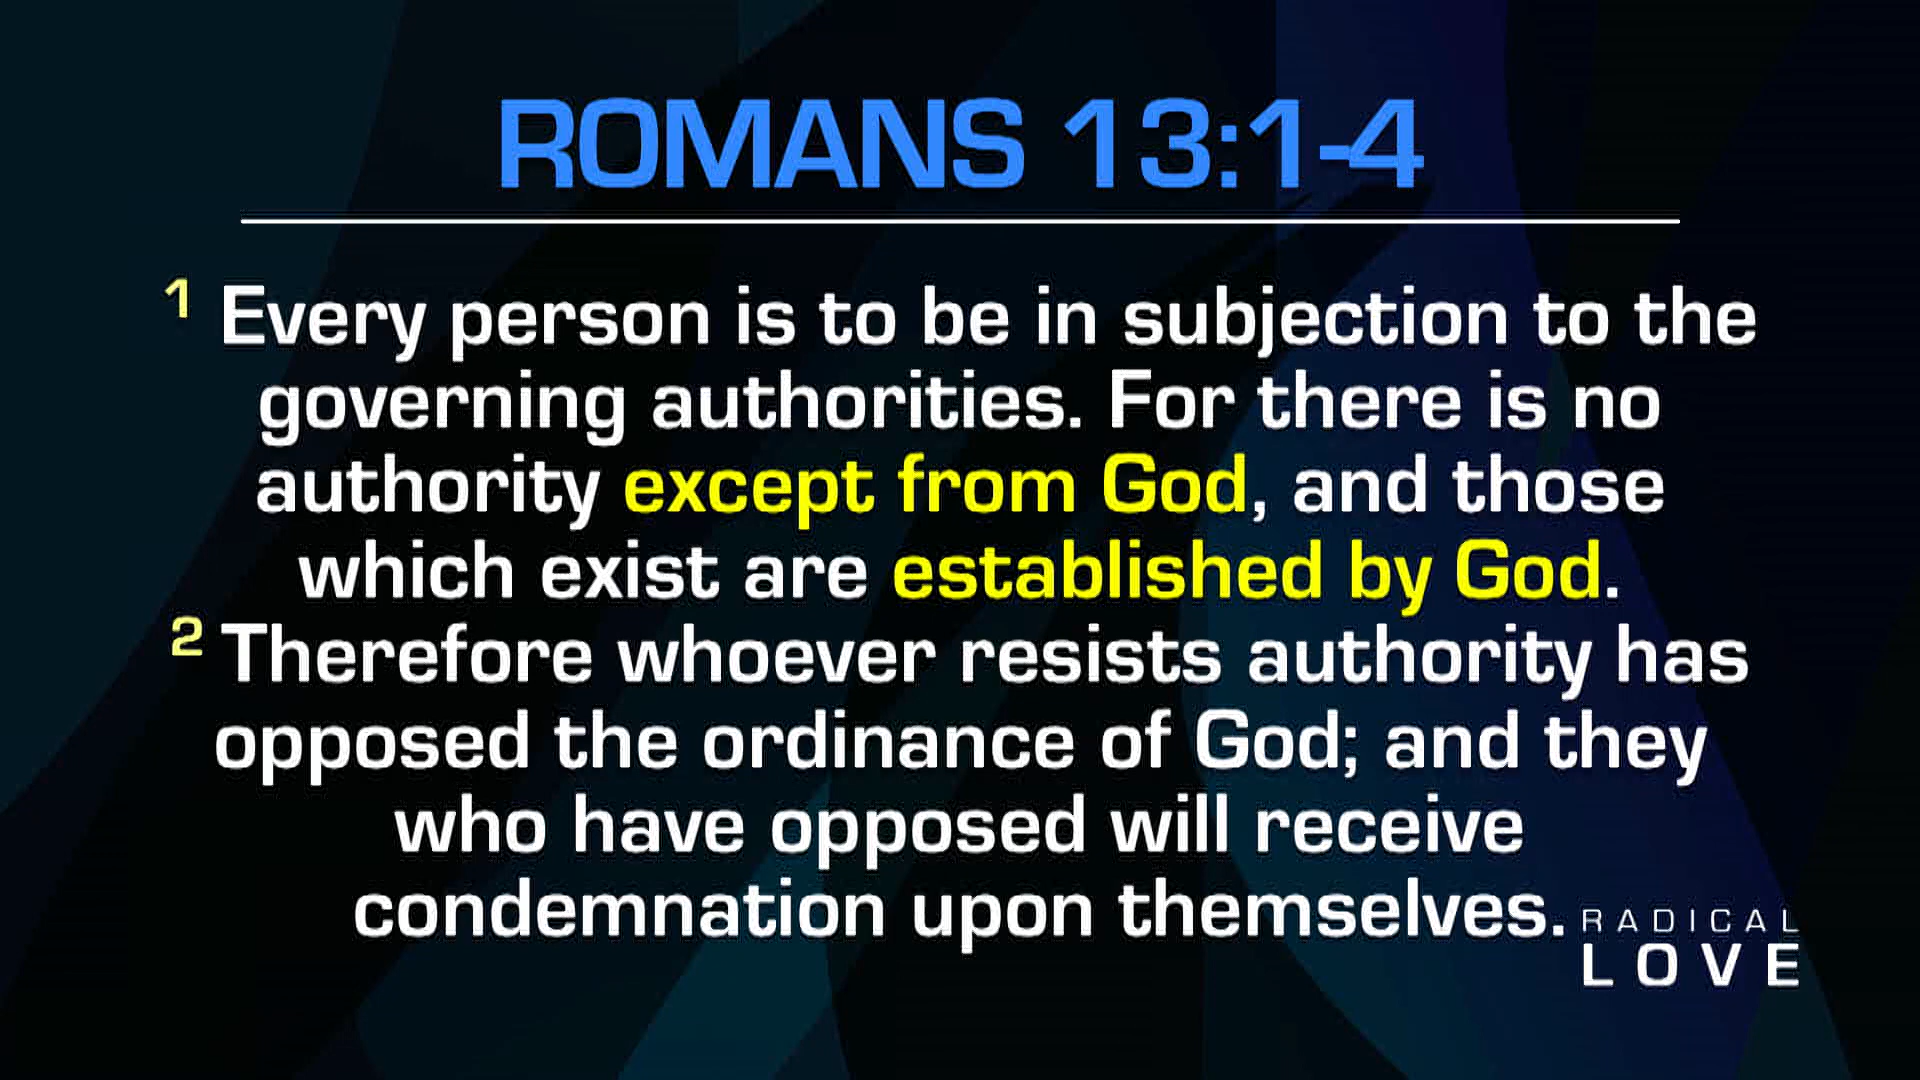 ROMANS 13:1-4
1 Every person is to be in subjection to the
governing authorities. For there is no
authority except from God, and those
which exist are established by God.
2 Therefore whoever resists authority has
opposed the ordinance of God; and they
who have opposed will receive
condemnation upon themselves.
RADICAL
LOVE